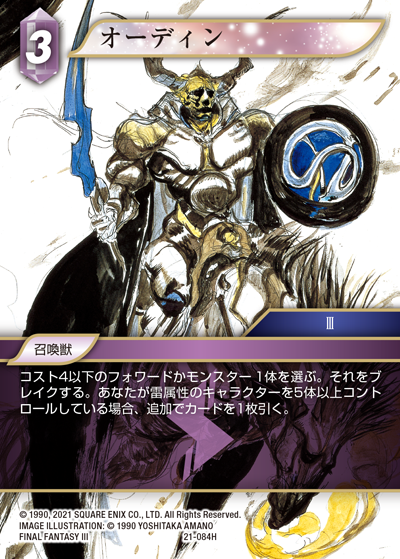 3
オーディン
III
召喚獣
コスト4以下のフォワードかモンスター1体を選ぶ。それをブ
レイクする。あなたが雷属性のキャラクターを5体以上コント
ロールしている場合、追加でカードを1枚引く。
© 1990, 2021 SQUARE ENIX CO., LTD. All Rights Reserved.
IMAGE ILLUSTRATION: © 1990 YOSHITAKA AMANO
FINAL FANTASY III
21-084H